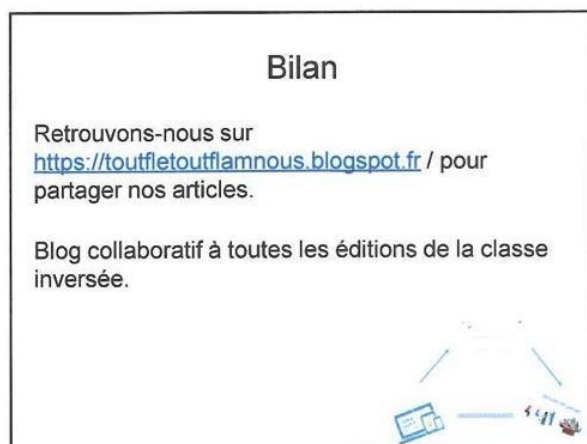 Bilan
Retrouvons-nous sur
https://toutfletoutflamnous.blogspot.fr / pour
partager nos articles.
Blog collaboratif à toutes les éditions de la classe
inversée.